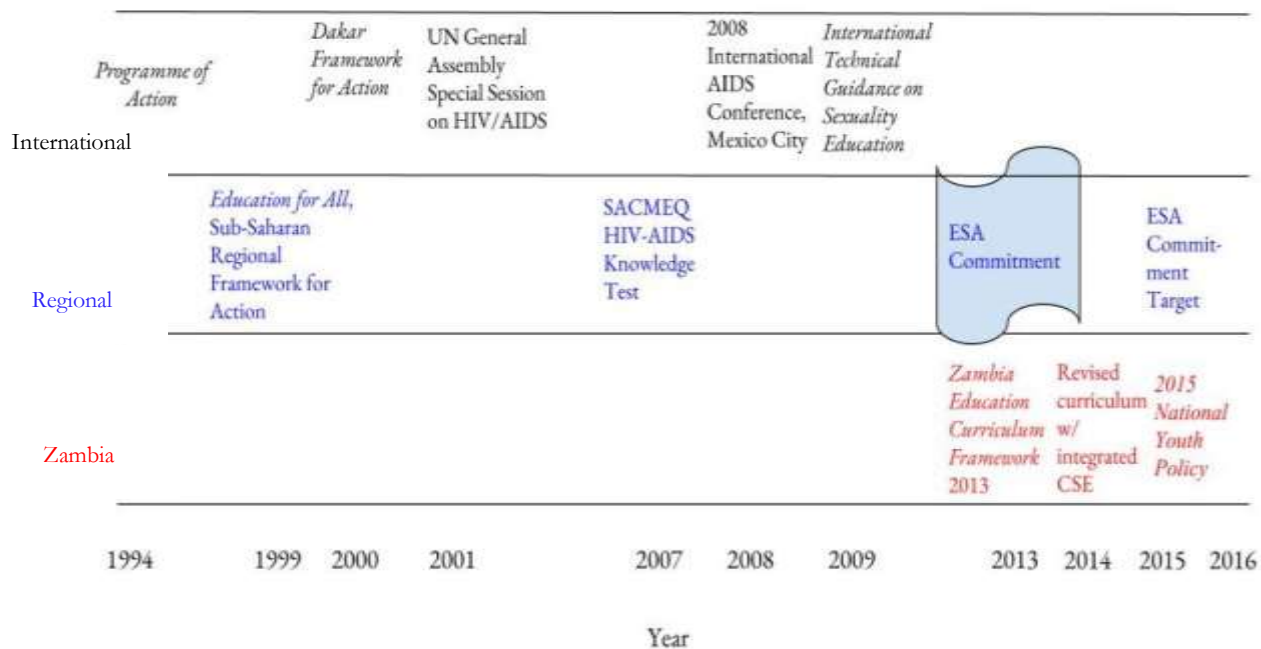 Programme of
Action
Dakar
Framework
for Action
UN General
Assembly
Special Session
on HIV/AIDS
2008
International
AIDS
Conference,
Mexico City
International
Technical
Guidance on
Sexuality
Education
International
Education for All,
Sub-Saharan
Regional
Framework for
Action
SACMEQ
HIV-AIDS
Knowledge
Test
ESA
Commitment
ESA
Commit-
ment
Target
Regional
Zambia
Education
Curriculum
Framework
2013
Revised
curriculum
w/
integrated
CSE
2015
National
Youth
Policy
Zambia
1994 1999 2000 2001 2007 2008 2009 2013 2014 2015 2016
Year